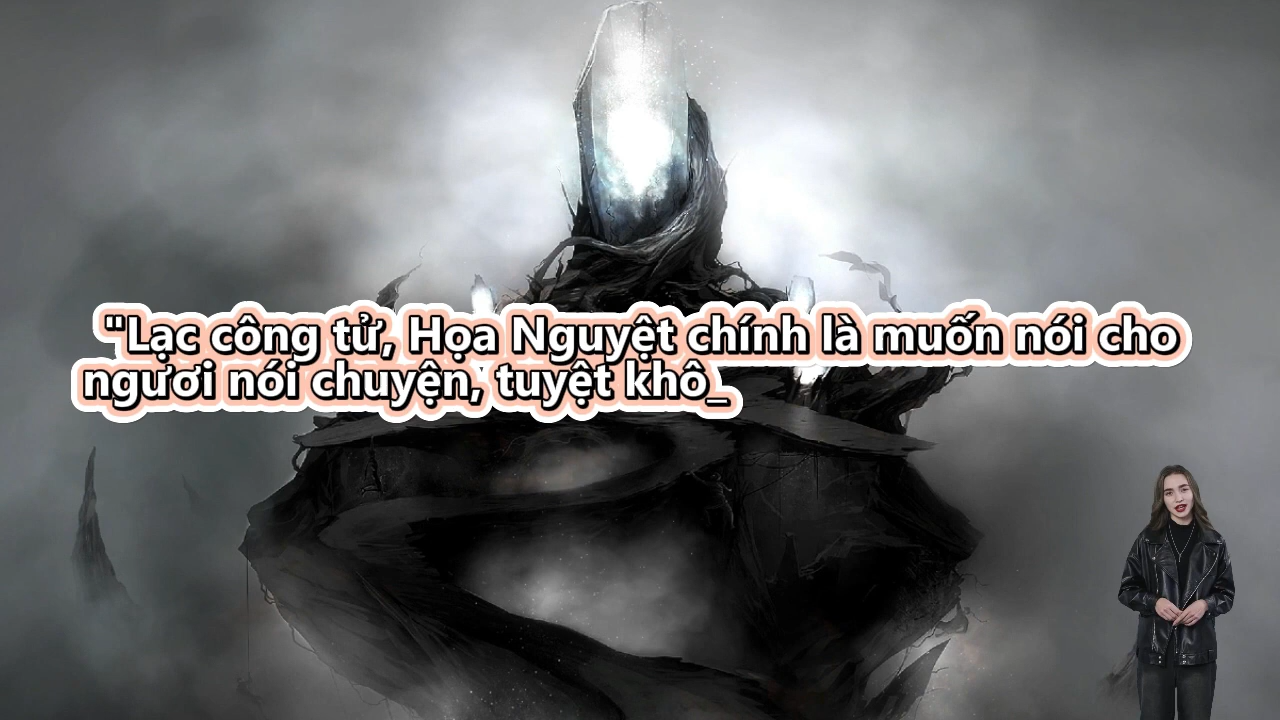 "Lạc công tử, Họa Nguyệt chính là muốn nói cho
ngươi nói chuyện, tuyệt khô_